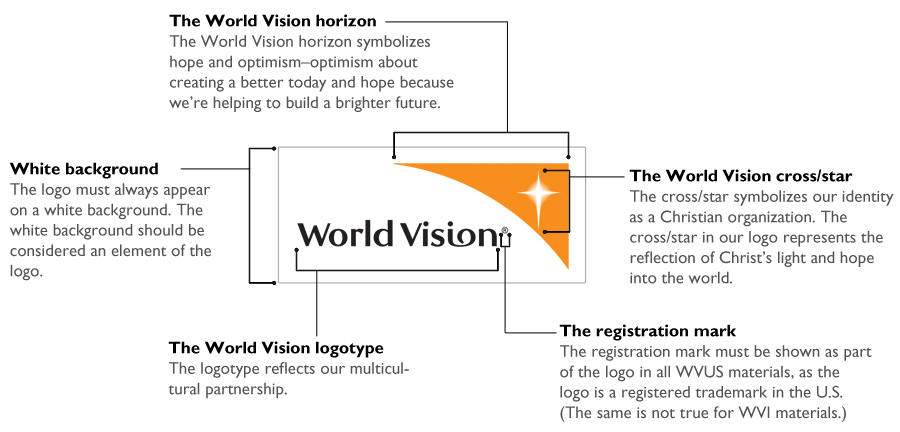 The World Vision horizon
The World Vision horizon symbolizes
hope and optimism–optimism about
creating a better today and hope because
we're helping to build a brighter future.
White background
The logo must always appear
on a white background. The
white background should be
considered an element of the
logo.
World Vision®
The World Vision cross/star
The cross/star symbolizes our identity
as a Christian organization. The
cross/star in our logo represents the
reflection of Christ's light and hope
into the world.
The World Vision logotype
The logotype reflects our multicul-
tural partnership.
The registration mark
The registration mark must be shown as part
of the logo in all WVUS materials, as the
logo is a registered trademark in the U.S.
(The same is not true for WVI materials.)